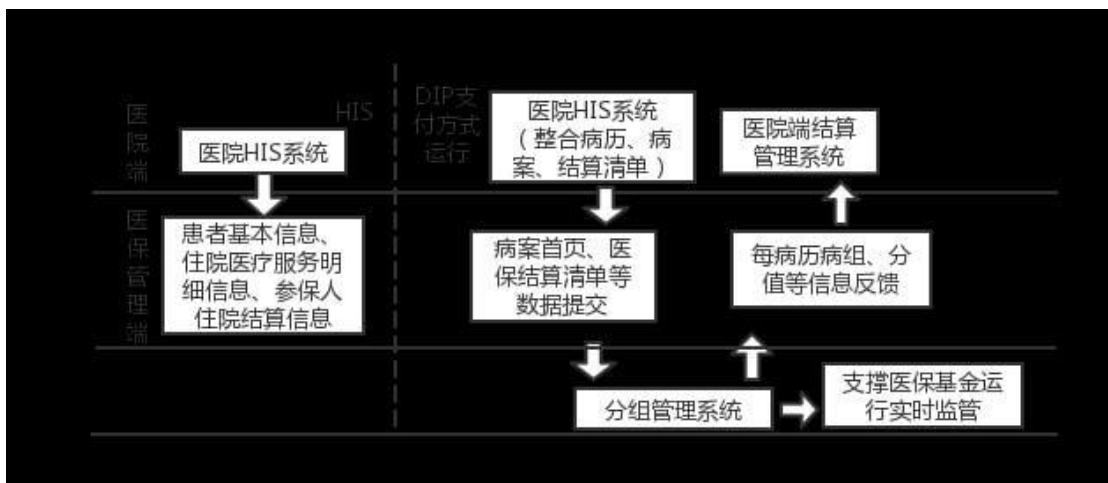 医
院
端
HIS
医院HIS系统
DIP支
付方式
运行
医院HIS系统
（整合病历、病
案、结算清单）
医院端结算
管理系统
医
保
管
理
端
患者基本信息、
住院医疗服务明
细信息、参保人
住院结算信息
病案首页、医
保结算清单等
数据提交
每病历病组、分
值等信息反馈
分组管理系统
支撑医保基金运
行实时监管